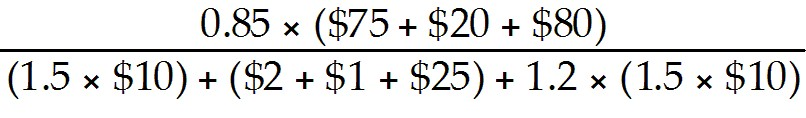 0.85 × ($75 + $20 + $80)
(1.5 × $10) + ($2 + $1 + $25) + 1.2 × (1.5 × $10)